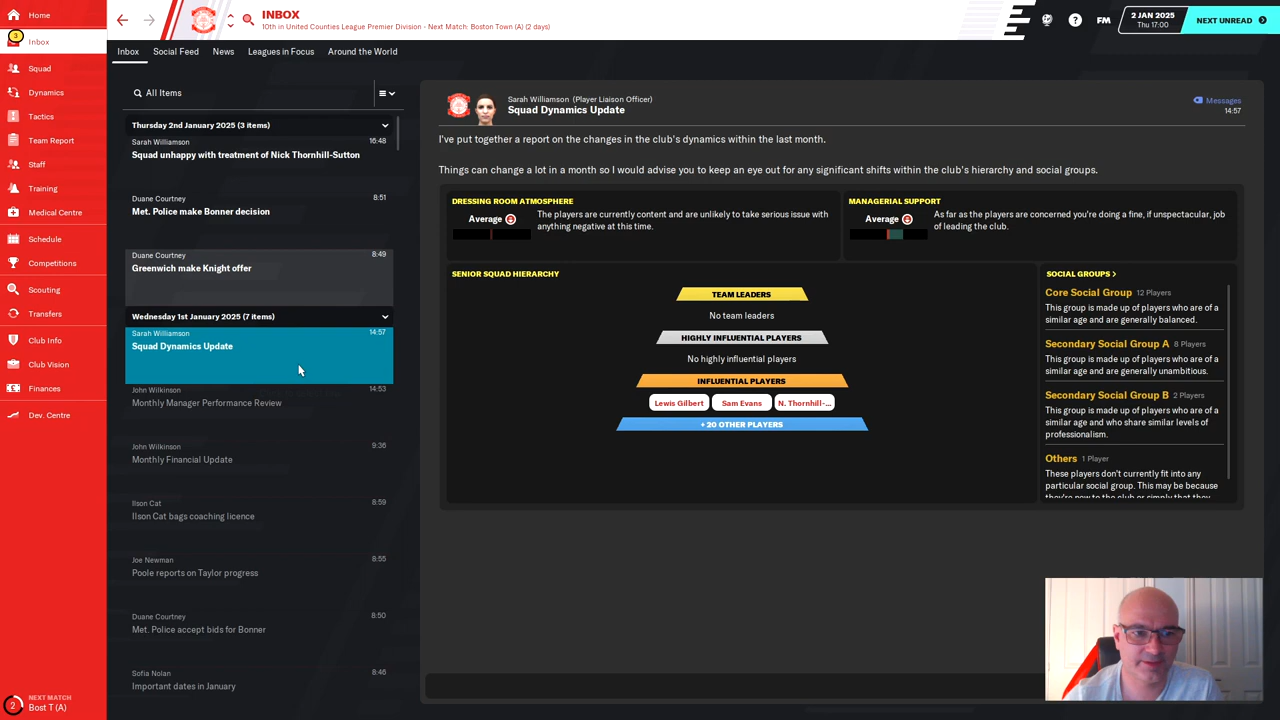 Home
INBOX
10th in United Counties League Premier Division - Next Match: Boston Town (A) (2 days)
FM
2 JAN 2025
Thu 17:00
NEXT UNREAD
3
Inbox
Squad
Dynamics
Tactics
Team Report
Staff
Training
Medical Centre
Schedule
Competitions
Scouting
Transfers
Club Info
Club Vision
Finances
Dev. Centre
2
NEXT MATCH
Bost T (A)
Inbox
Social Feed
News
Leagues in Focus
Around the World
All Items
Thursday 2nd January 2025 (3 items)
Sarah Williamson 16:48
Squad unhappy with treatment of Nick Thornhill-Sutton
Duane Courtney 8:51
Met. Police make Bonner decision
Duane Courtney 8:49
Greenwich make Knight offer
Wednesday 1st January 2025 (7 items)
Sarah Williamson 14:57
Squad Dynamics Update
John Wilkinson 14:53
Monthly Manager Performance Review
John Wilkinson 9:36
Monthly Financial Update
Ilson Cat 8:59
Ilson Cat bags coaching licence
Joe Newman 8:55
Poole reports on Taylor progress
Duane Courtney 8:50
Met. Police accept bids for Bonner
Sofia Nolan 8:46
Important dates in January
Sarah Williamson (Player Liaison Officer)
Squad Dynamics Update
Messages
14:57
I've put together a report on the changes in the club's dynamics within the last month.
Things can change a lot in a month so I would advise you to keep an eye out for any significant shifts within the club's hierarchy and social groups.
DRESSING ROOM ATMOSPHERE
Average
The players are currently content and are unlikely to take serious issue with
anything negative at this time.
MANAGERIAL SUPPORT
Average
As far as the players are concerned you're doing a fine, if unspectacular, job
of leading the club.
SENIOR SQUAD HIERARCHY
TEAM LEADERS
No team leaders
HIGHLY INFLUENTIAL PLAYERS
No highly influential players
INFLUENTIAL PLAYERS
Lewis Gilbert
Sam Evans
N. Thornhill-...
+ 20 OTHER PLAYERS
SOCIAL GROUPS >
Core Social Group 12 Players
This group is made up of players who are of a
similar age and are generally balanced.
Secondary Social Group A 8 Players
This group is made up of players who are of a
similar age and are generally unambitious.
Secondary Social Group B 2 Players
This group is made up of players who are of a
similar age and who share similar levels of
professionalism.
Others 1 Player
These players don't currently fit into any
particular social group. This may be because
they're new to the club or simply that they